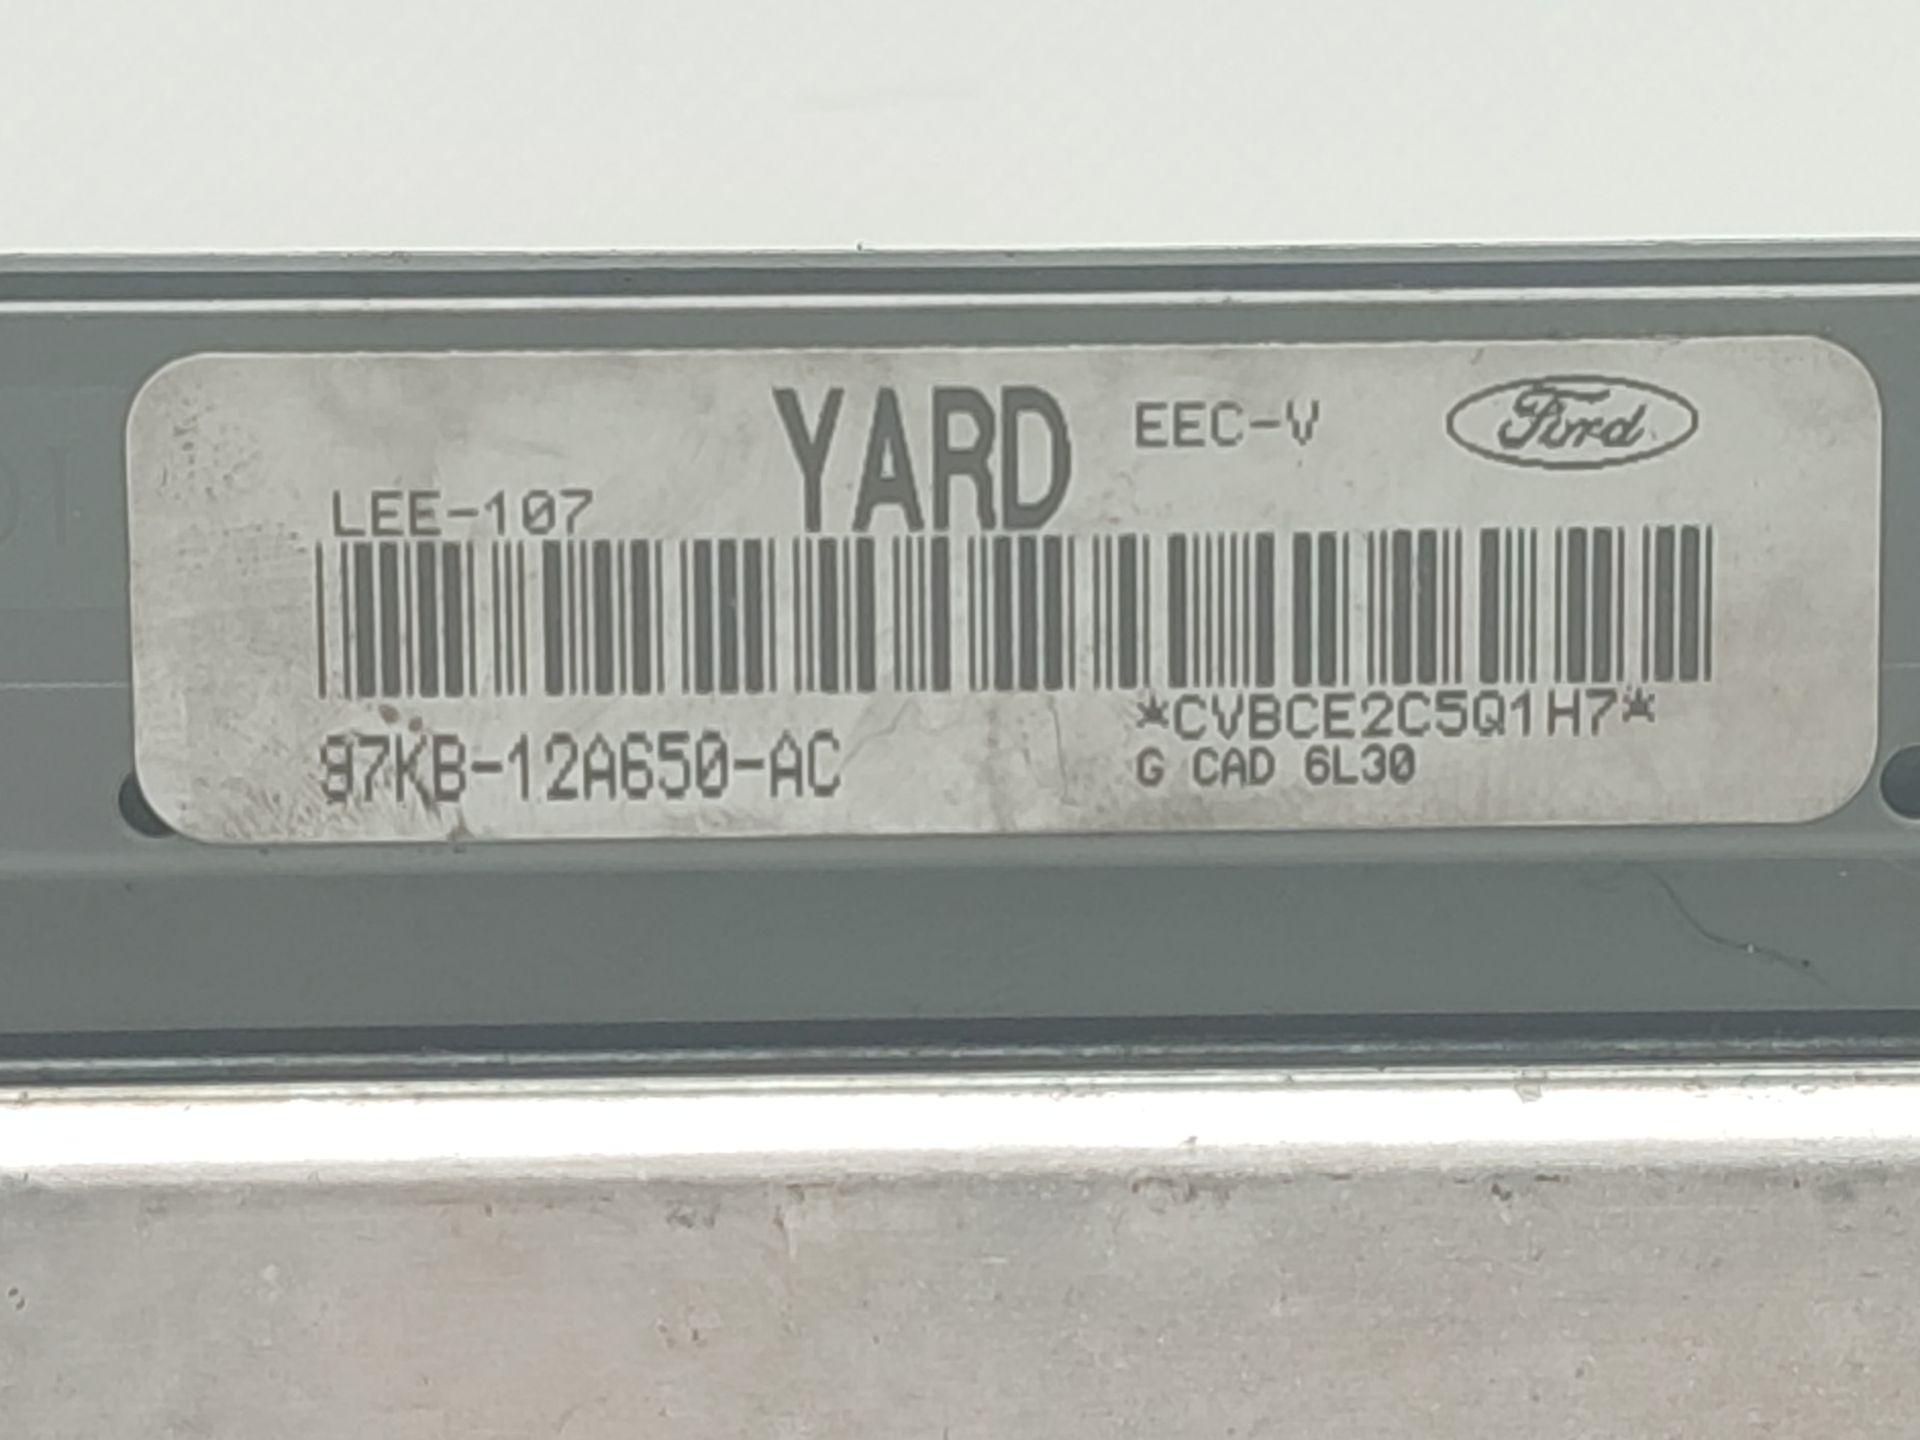 YARD EEC-V Ford
LEE-107
*CVBCE2C5Q1H7*
97KB-12A650-AC
G CAD 6L30